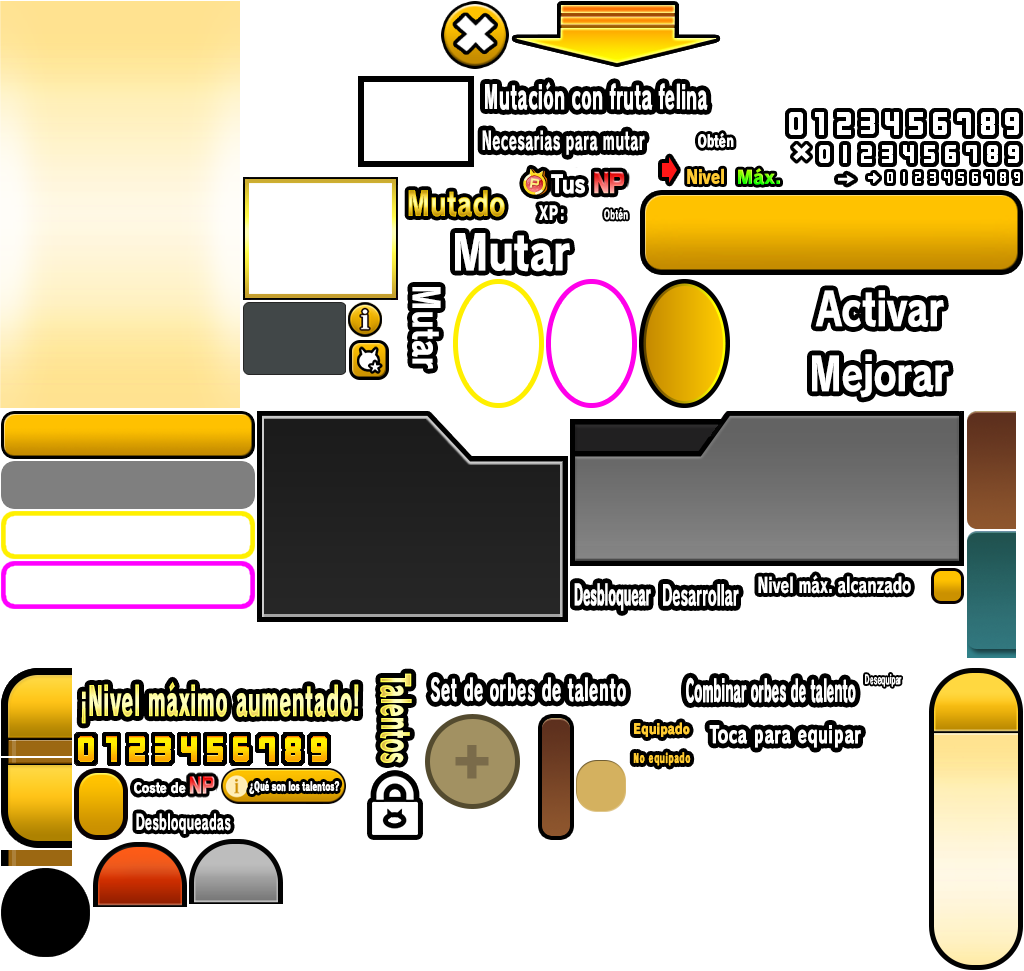 Mutación con fruta felina
0123456789
Necesarias para mutar
Obtén
×0123456789
Tus NP
Nivel Máx.
0123456789
Mutado
XP:
Obtén
Mutar
Mutar
Activar
Mejorar
Desbloquear
Desarrollar
Nivel máx. alcanzado
¡Nivel máximo aumentado!
Talentos
Set de orbes de talento
Combinar orbes de talento
Desequipar
0123456789
Equipado
Toca para equipar
No equipado
Coste de NP
¿Qué son los talentos?
Desbloqueadas